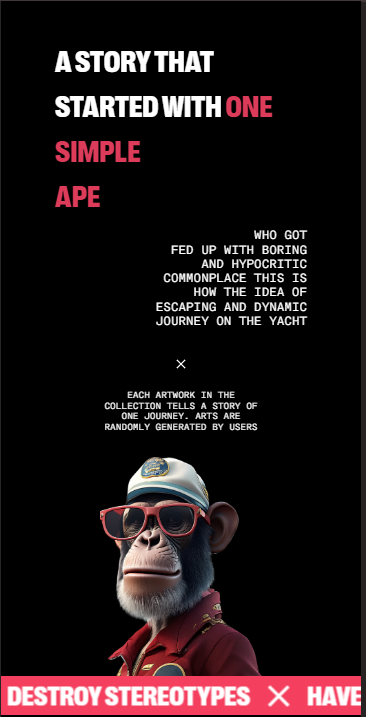 A STORY THAT
STARTED WITH ONE
SIMPLE
APE
WHO GOT
FED UP WITH BORING
AND HYPOCRITIC
COMMONPLACE THIS IS
HOW THE IDEA OF
ESCAPING AND DYNAMIC
JOURNEY ON THE YACHT
EACH ARTWORK IN THE
COLLECTION TELLS A STORY OF
ONE JOURNEY. ARTS ARE
RANDOMLY GENERATED BY USERS
DESTROY STEREOTYPES × HAVE